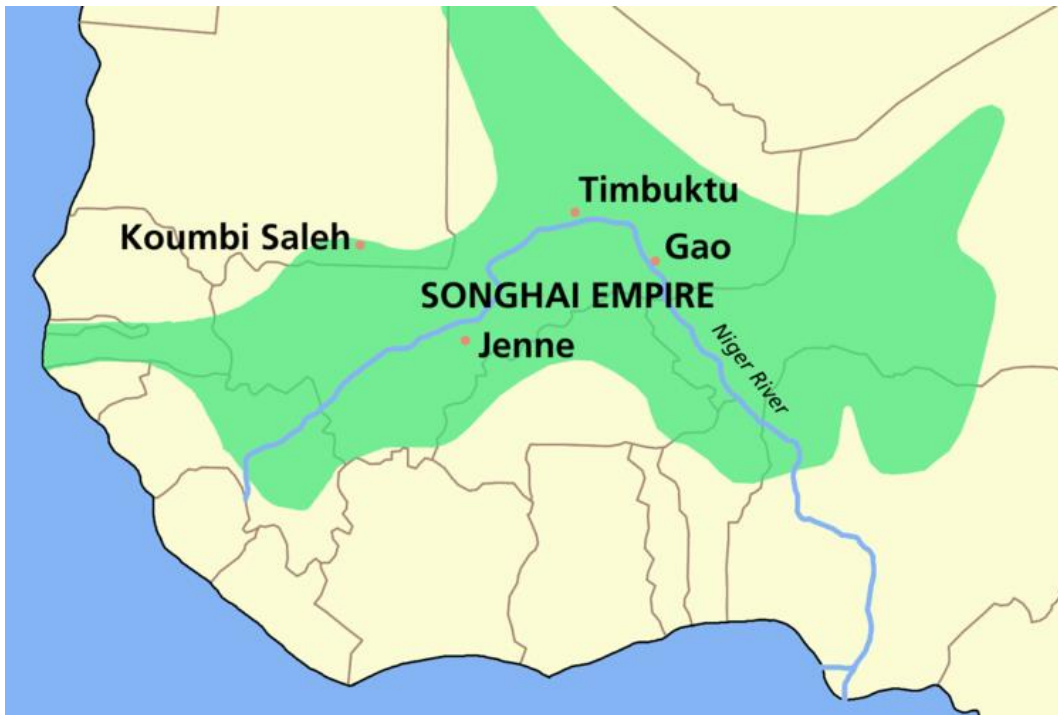 Timbuktu
Koumbi Saleh
Gao
SONGHAI EMPIRE
Jenne
Niger River